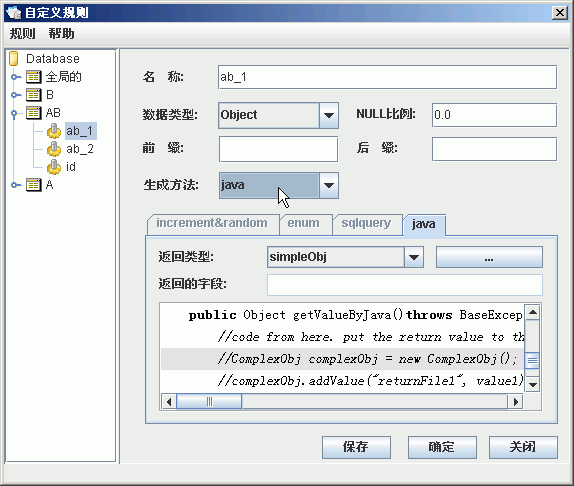 自定义规则
规则 帮助
Database
全局的
B
AB
ab_1
ab_2
id
A
名 称: ab_1
数据类型: Object NULL比例: 0.0
前 缀: 后 缀:
生成方法: java
increment&random enum sqlquery java
返回类型: simpleObj ...
返回的字段:
public Object getValueByJava()throws BaseExcep
//code from here. put the return value to th
//ComplexObj complexObj = new ComplexObj();
//complexObj.addValue("returnFile1", value1)
保存 确定 关闭